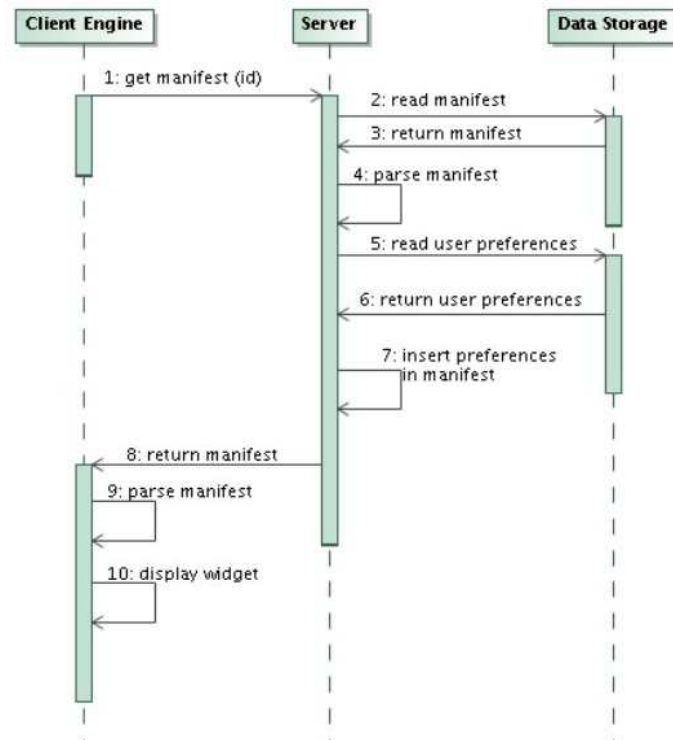 Client Engine
Server
Data Storage
1: get manifest (id)
2: read manifest
3: return manifest
4: parse manifest
5: read user preferences
6: return user preferences
7: insert preferences
in manifest
8: return manifest
9: parse manifest
10: display widget